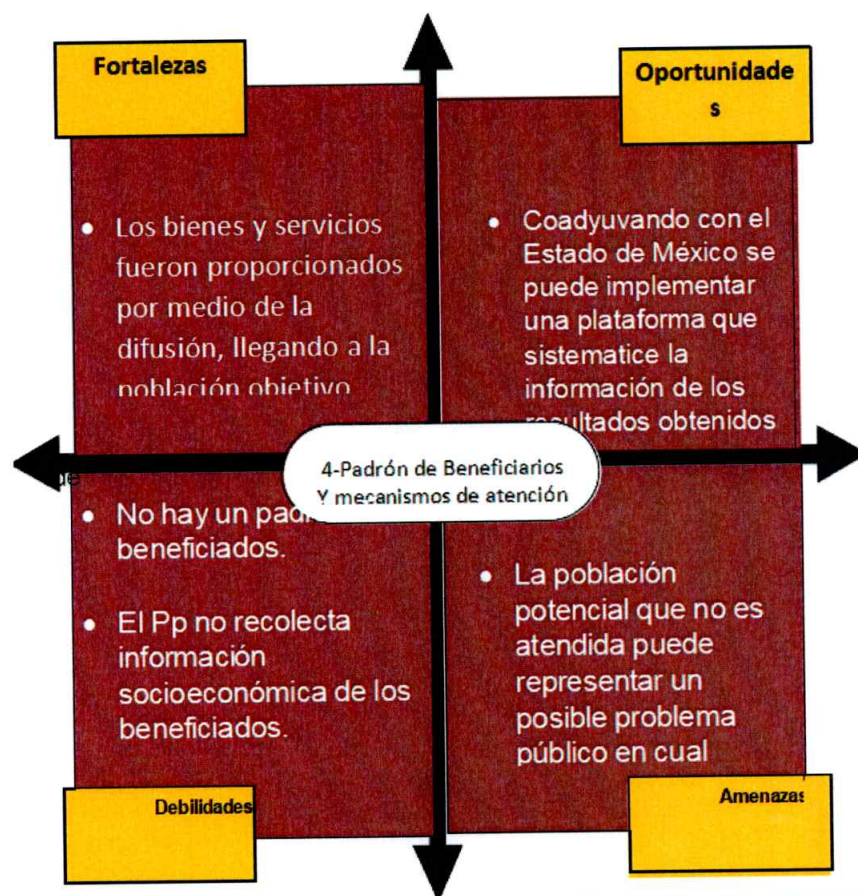 Fortalezas
Oportunidade
s
• Los bienes y servicios
fueron proporcionados
por medio de la
difusión, llegando a la
población objetivo
• Coadyuvando con el
Estado de México se
puede implementar
una plataforma que
sistematice la
información de los
resultados obtenidos
4-Padrón de Beneficiarios
Y mecanismos de atención
• No hay un padr
beneficiados.
• El Pp no recolecta
información
socioeconómica de los
beneficiados.
• La población
potencial que no es
atendida puede
representar un
posible problema
público en cual
Debilidades
Amenazas